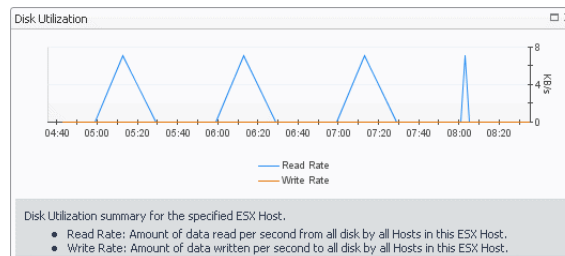 Disk Utilization
8
4
0
KB/s
04:40 05:00 05:20 05:40 06:00 06:20 06:40 07:00 07:20 07:40 08:00 08:20
Read Rate
Write Rate
Disk Utilization summary for the specified ESX Host.
• Read Rate: Amount of data read per second from all disk by all Hosts in this ESX Host.
• Write Rate: Amount of data written per second to all disk by all Hosts in this ESX Host.